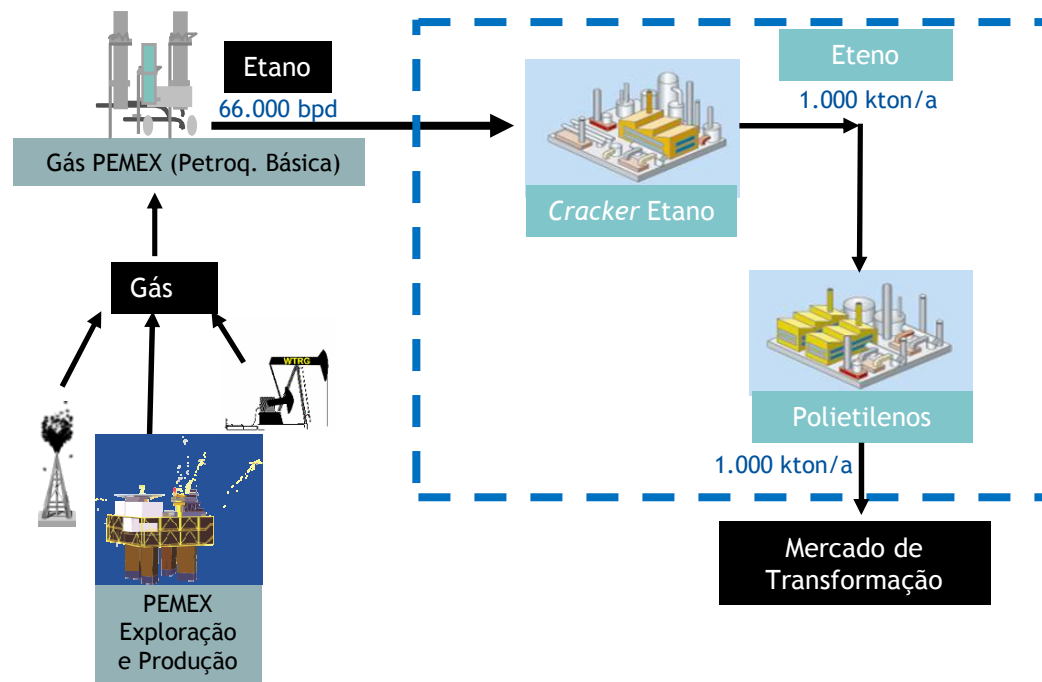 Etano
66.000 bpd
Gás PEMEX (Petroq. Básica)
Gás
WTRG
PEMEX
Exploração
e Produção
Eteno
1.000 kton/a
Cracker Etano
Polietilenos
1.000 kton/a
Mercado de
Transformação